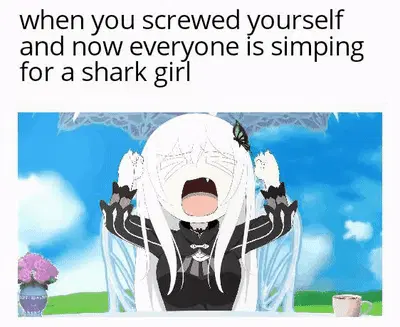 when you screwed yourself
and now everyone is simping
for a shark girl